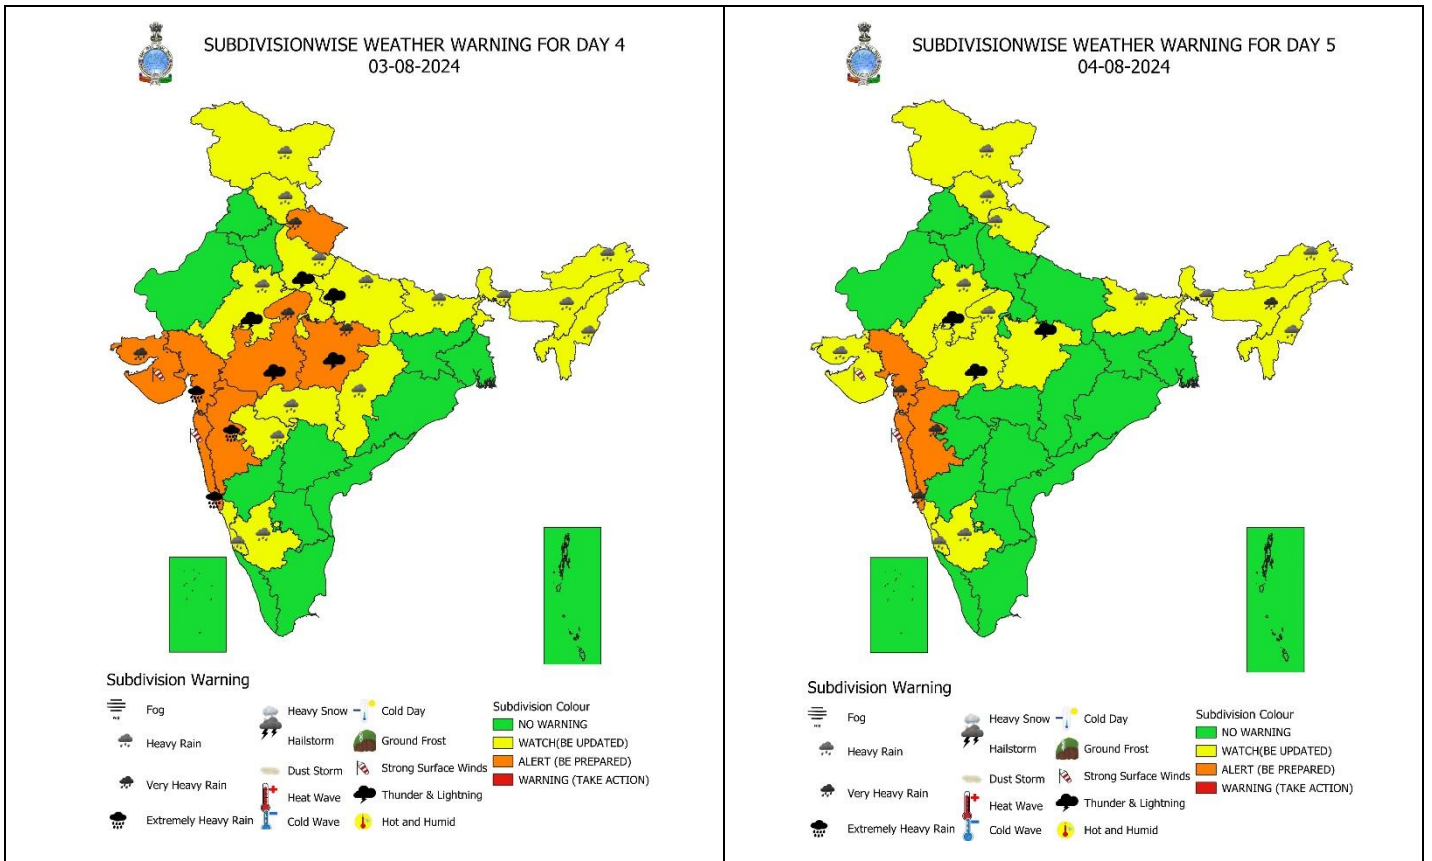 SUBDIVISIONWISE WEATHER WARNING FOR DAY 4
03-08-2024
Subdivision Warning
Fog
Heavy Rain
Very Heavy Rain
Extremely Heavy Rain
Heavy Snow
Hailstorm
Dust Storm
Heat Wave
Cold Wave
Cold Day
Ground Frost
Strong Surface Winds
Thunder & Lightning
Hot and Humid
Subdivision Colour
NO WARNING
WATCH(BE UPDATED)
ALERT (BE PREPARED)
WARNING (TAKE ACTION)
SUBDIVISIONWISE WEATHER WARNING FOR DAY 5
04-08-2024
Subdivision Warning
Fog
Heavy Rain
Very Heavy Rain
Extremely Heavy Rain
Heavy Snow
Hailstorm
Dust Storm
Heat Wave
Cold Wave
Cold Day
Ground Frost
Strong Surface Winds
Thunder & Lightning
Hot and Humid
Subdivision Colour
NO WARNING
WATCH(BE UPDATED)
ALERT (BE PREPARED)
WARNING (TAKE ACTION)